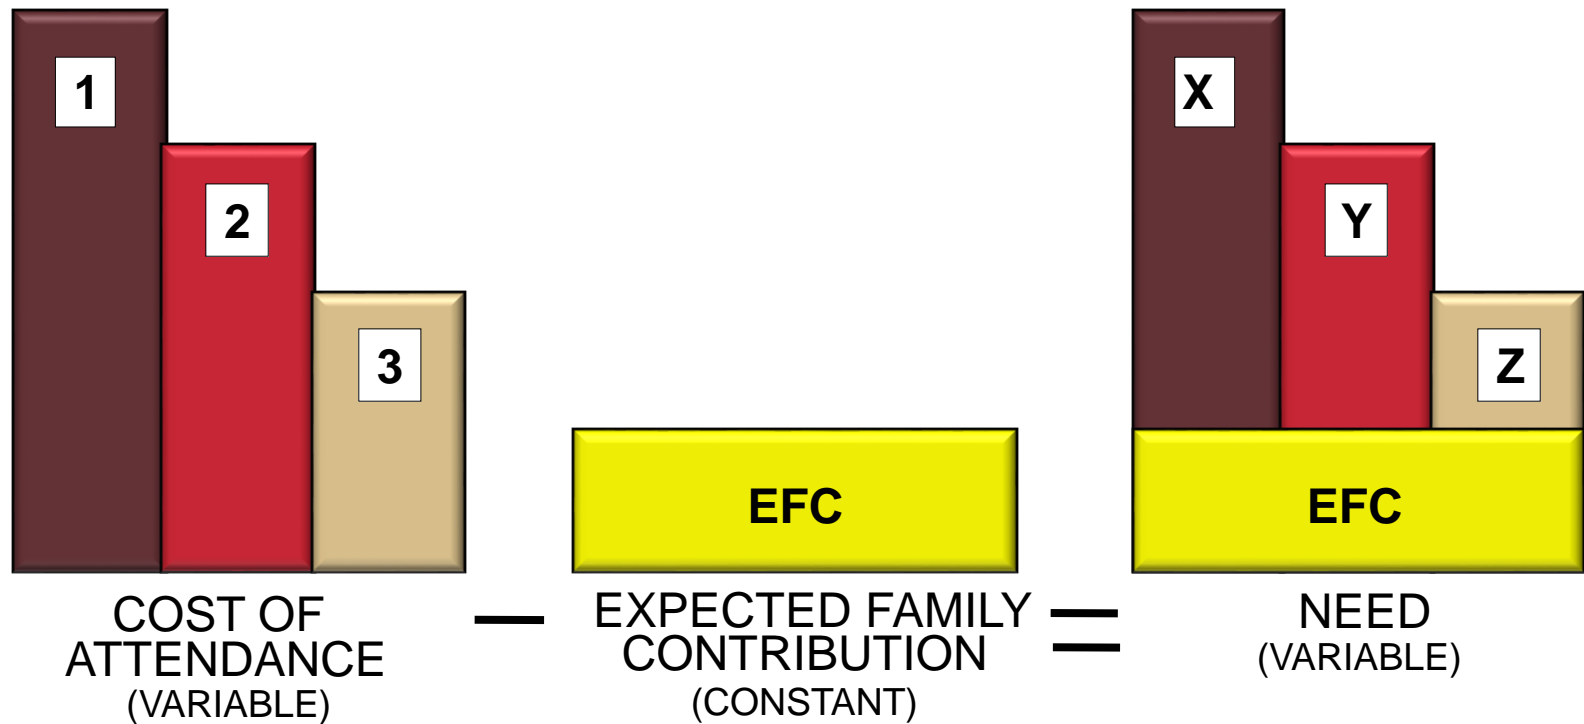 1
2
3
X
Y
Z
EFC
EFC
COST OF
ATTENDANCE
(VARIABLE)
—
EXPECTED FAMILY
CONTRIBUTION
(CONSTANT)
=
NEED
(VARIABLE)